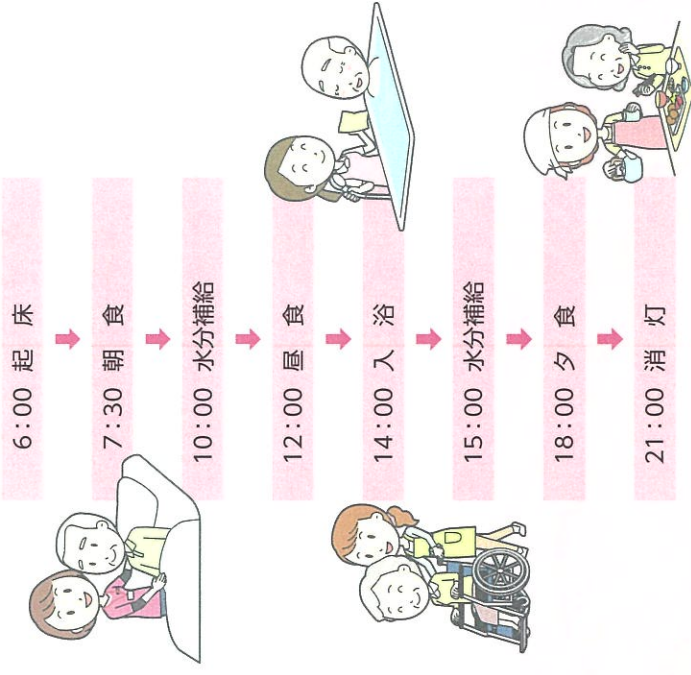 6：00 起 床
7：30 朝 食
10：00 水分補給
12：00 昼 食
14：00 入 浴
15：00 水分補給
18：00 夕 食
21：00 消 灯